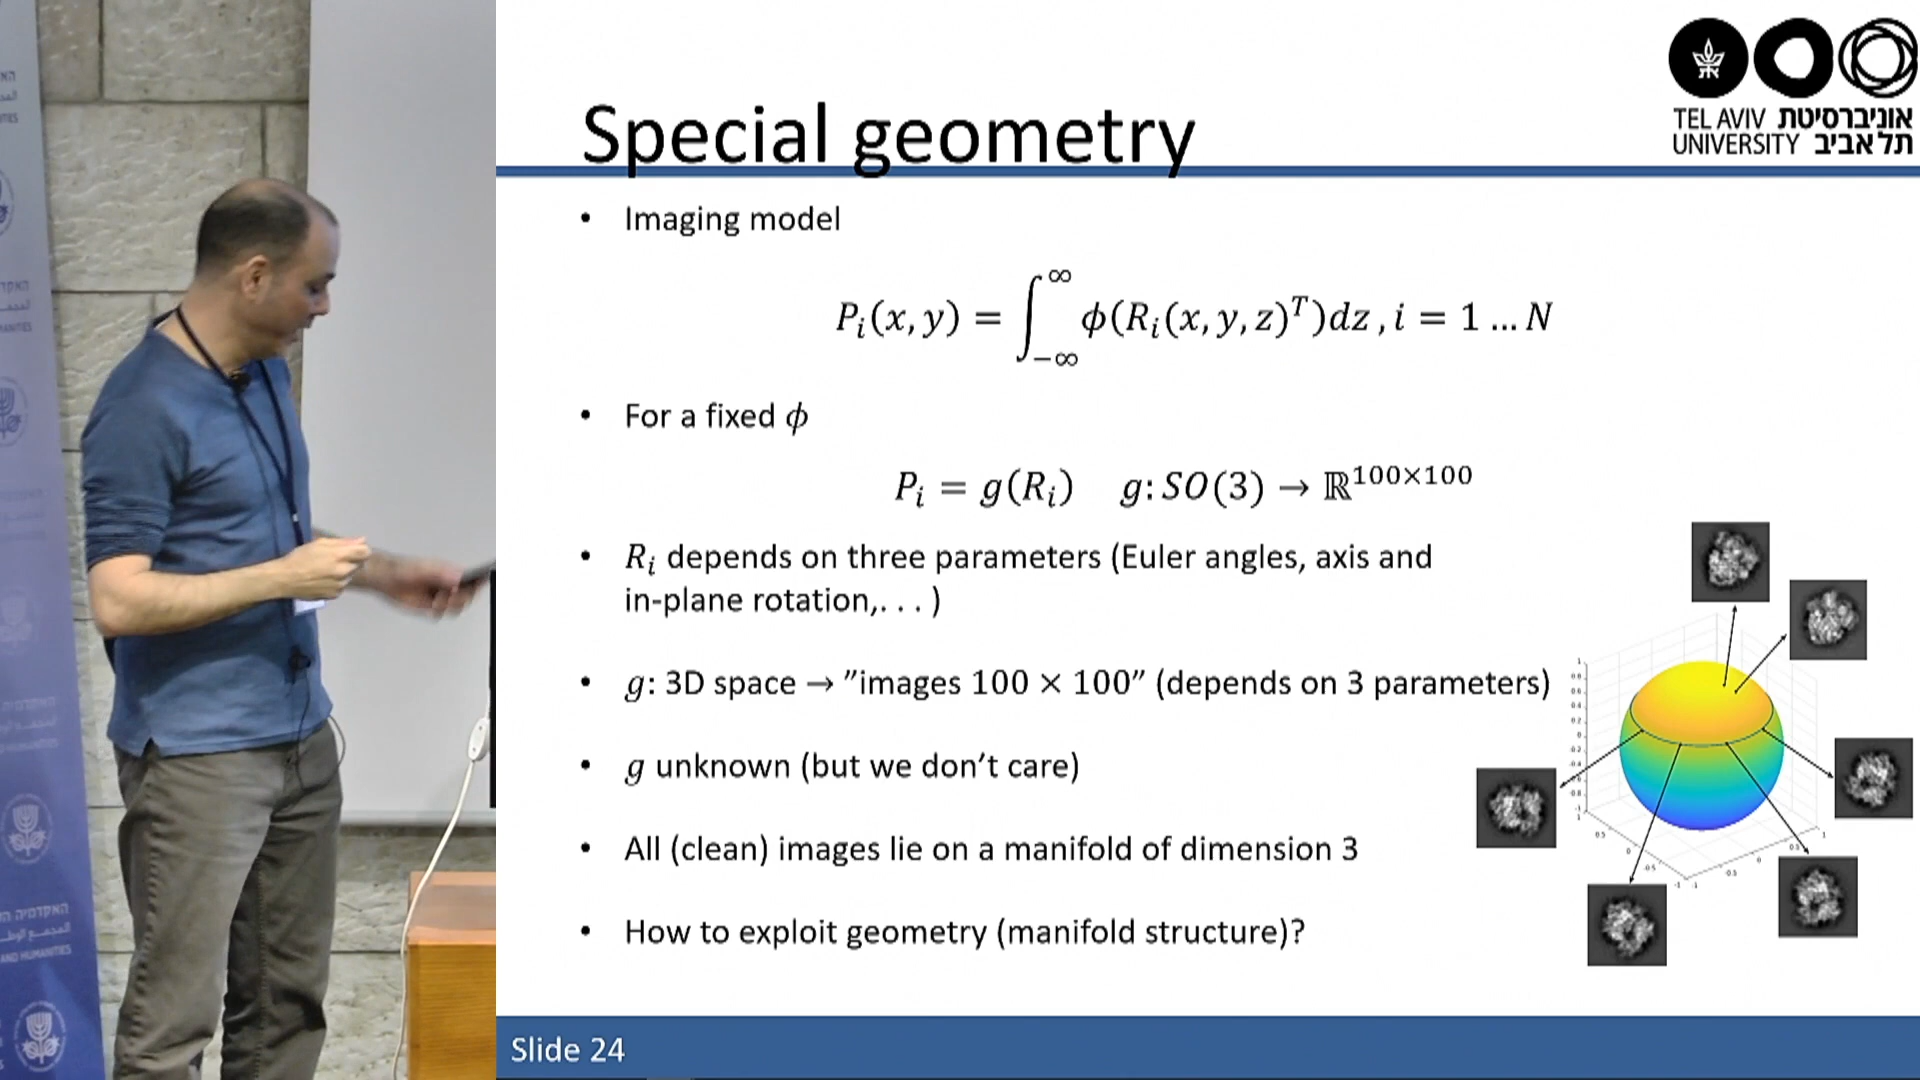 Special geometry
TEL AVIV אוניברסיטת
UNIVERSITY תל אביב
• Imaging model
P_i(x, y) = ∫_{-∞}^{∞} ϕ(R_i(x, y, z)^T)dz , i = 1 … N
• For a fixed ϕ
P_i = g(R_i) g: SO(3) → ℝ^{100×100}
• R_i depends on three parameters (Euler angles, axis and
in-plane rotation,. . . )
• g: 3D space → ”images 100 × 100” (depends on 3 parameters)
• g unknown (but we don’t care)
• All (clean) images lie on a manifold of dimension 3
• How to exploit geometry (manifold structure)?
Slide 24
AND HUMANITIES